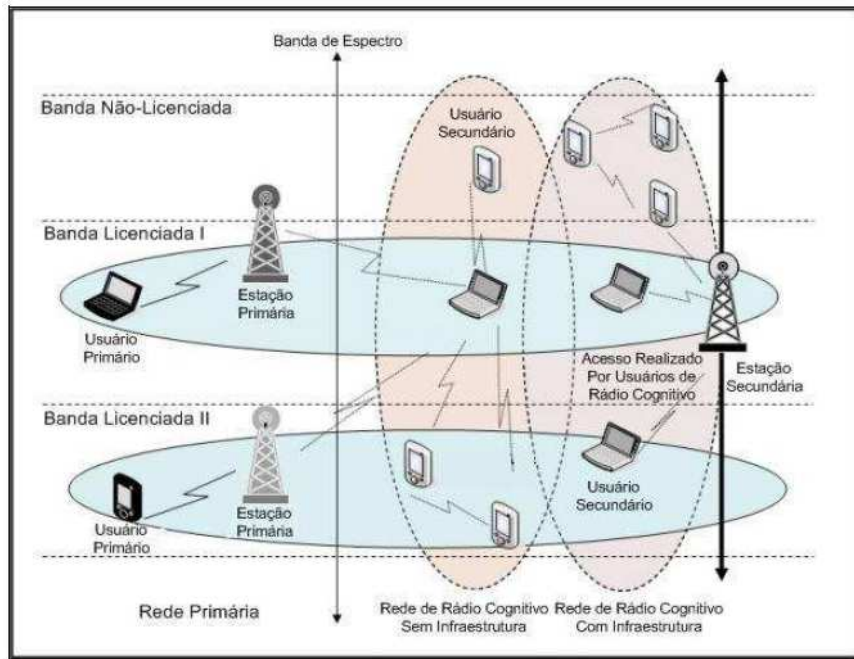 Banda de Espectro
Banda Não-Licenciada
Usuário
Secundário
Banda Licenciada I
Estação
Primária
Usuário
Primário
Acesso Realizado
Por Usuários de
Rádio Cognitivo
Estação
Secundária
Banda Licenciada II
Estação
Primária
Usuário
Primário
Usuário
Secundário
Rede Primária
Rede de Rádio Cognitivo
Sem Infraestrutura
Rede de Rádio Cognitivo
Com Infraestrutura